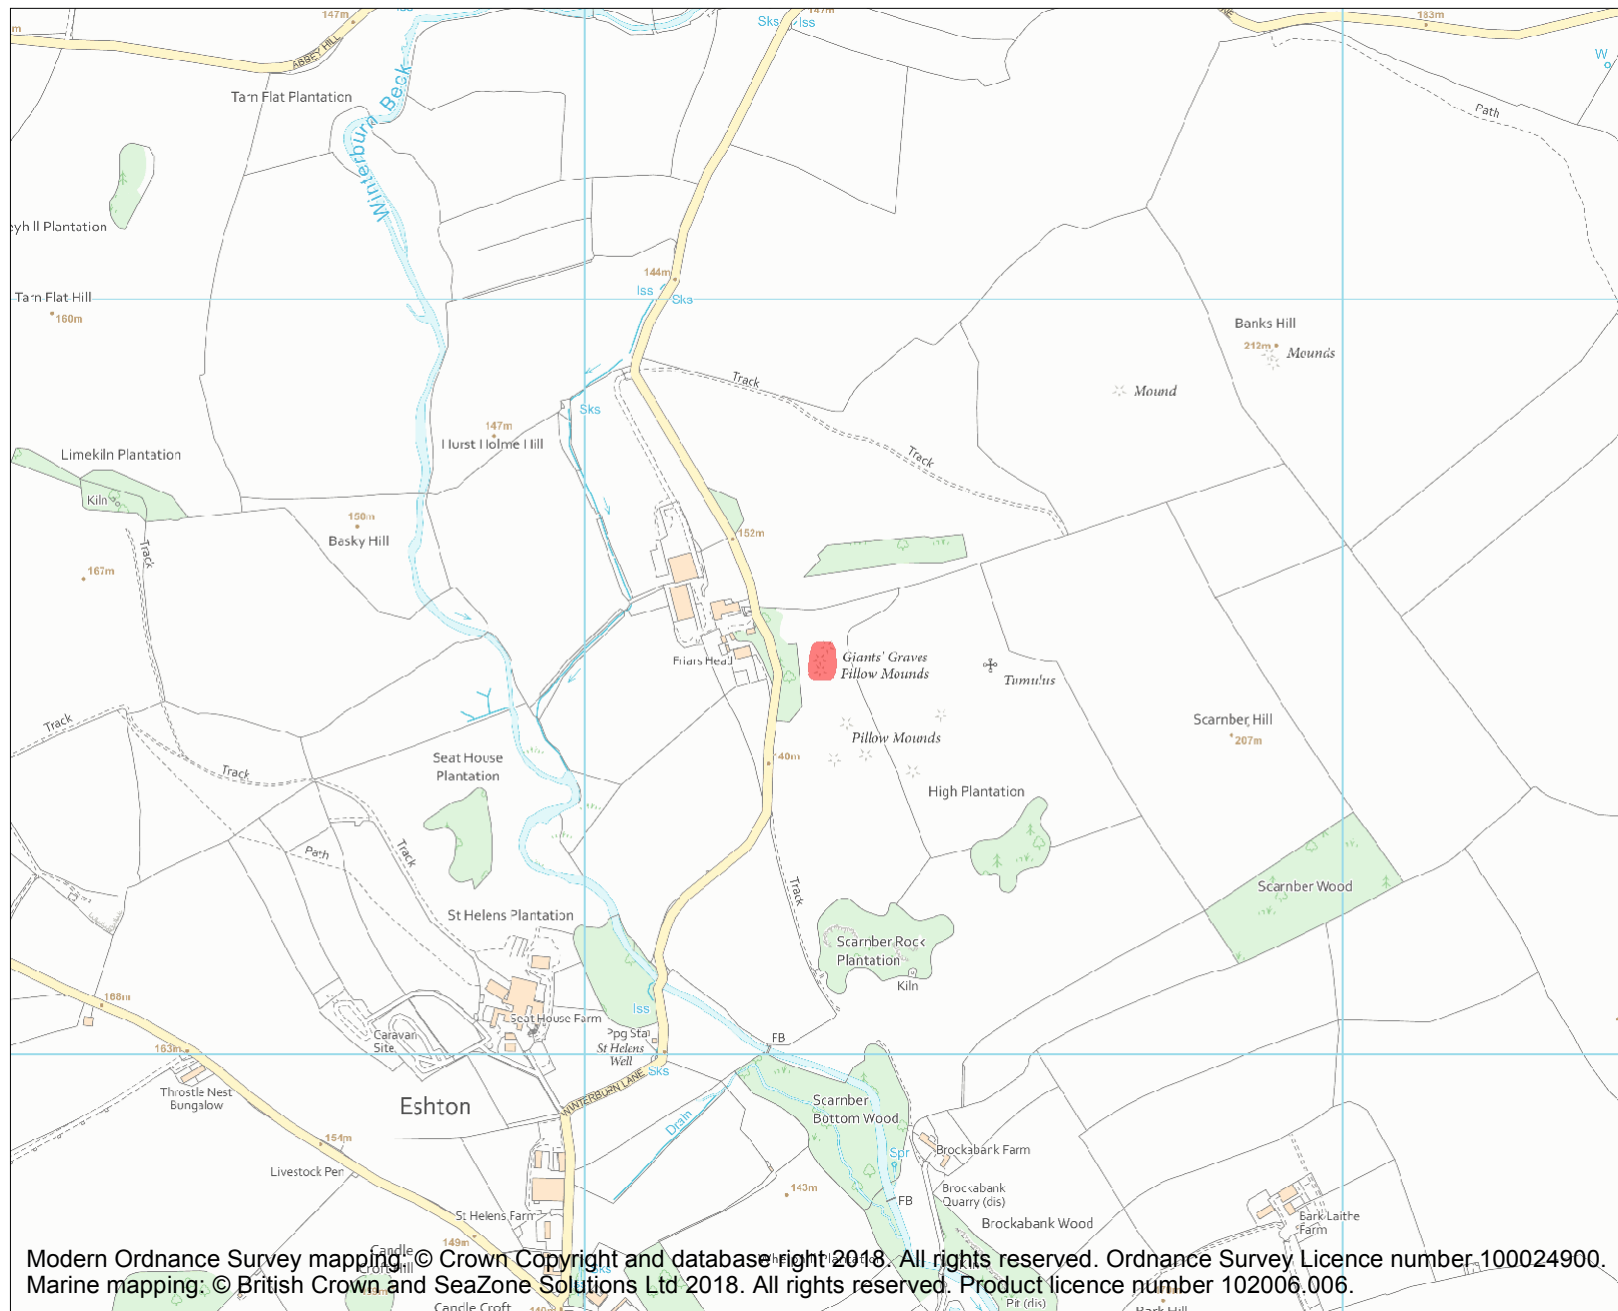 147m
Iss
Sks
Iss
147m
183m
ABBEY HILL
W
Tarn Flat Plantation
Winterburn Beck
Path
Tarn Flat Hill
160m
144m
Iss
Sks
Banks Hill
212m
Mounds
Mound
Track
Sks
147m
Hurst Holme Hill
Limekiln Plantation
Kiln
Track
150m
Basky Hill
Track
167m
152m
Friars Head
Giants' Graves
Pillow Mounds
Tumulus
Track
Scarnber Hill
207m
Pillow Mounds
Seat House
Plantation
Track
High Plantation
Path
Track
Track
Scarnber Wood
St Helens Plantation
Scarnber Rock
Plantation
Kiln
168m
Iss
Seat House Farm
Caravan
Site
Ppg Sta
St Helens
Well
FB
163m
Sks
Throstle Nest
Bungalow
WINTERBURN LANE
Eshton
Drain
Scarnber
Bottom Wood
154m
Spr
Brockabank Farm
Livestock Pen
143m
FB
Brockabank
Quarry (dis)
St Helens Farm
Brockabank Wood
Bark Laithe
Farm
149m
Candle
Croft Hill
Modern Ordnance Survey mapping: © Crown Copyright and database right 2018. All rights reserved. Ordnance Survey Licence number 100024900.
Marine mapping: © British Crown and SeaZone Solutions Ltd 2018. All rights reserved. Product licence number 102006.006.
Sks
Candle Croft
Pit (dis)
Bark Hill